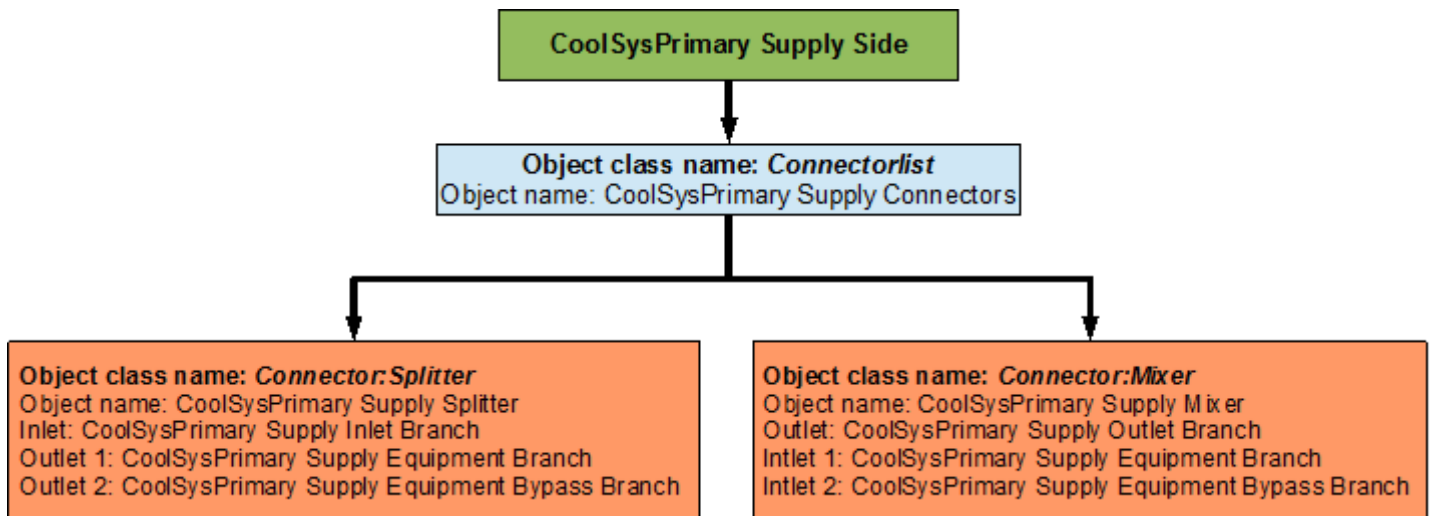 CoolSysPrimary Supply Side
Object class name: Connectorlist
Object name: CoolSysPrimary Supply Connectors
Object class name: Connector:Splitter
Object name: CoolSysPrimary Supply Splitter
Inlet: CoolSysPrimary Supply Inlet Branch
Outlet 1: CoolSysPrimary Supply Equipment Branch
Outlet 2: CoolSysPrimary Supply Equipment Bypass Branch
Object class name: Connector:Mixer
Object name: CoolSysPrimary Supply Mixer
Outlet: CoolSysPrimary Supply Outlet Branch
Intlet 1: CoolSysPrimary Supply Equipment Branch
Intlet 2: CoolSysPrimary Supply Equipment Bypass Branch